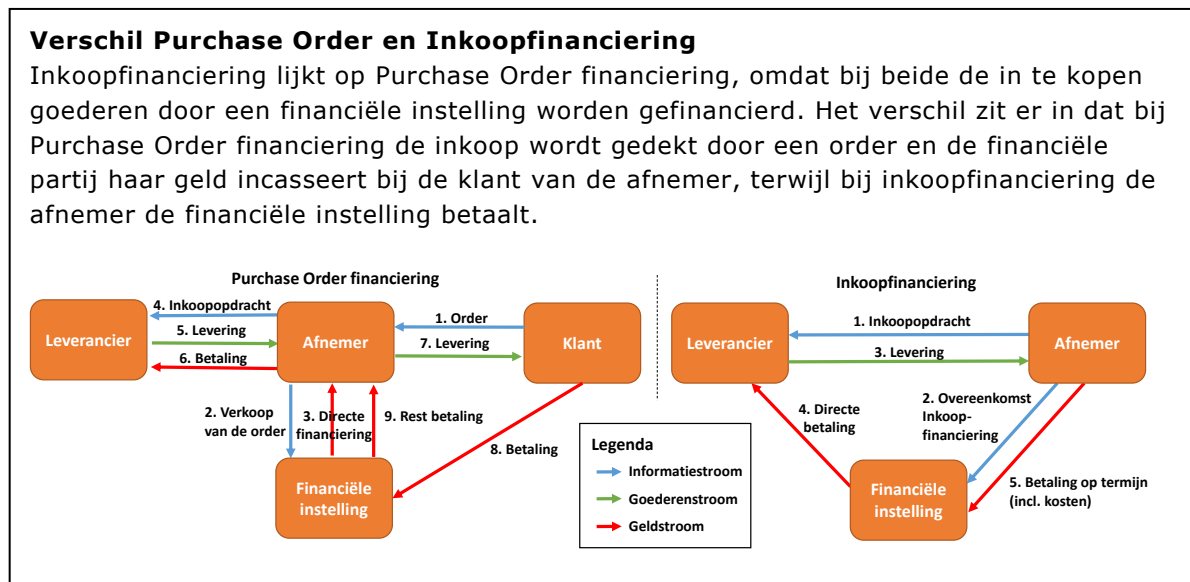 Verschil Purchase Order en Inkoopfinanciering
Inkoopfinanciering lijkt op Purchase Order financiering, omdat bij beide de in te kopen
goederen door een financiële instelling worden gefinancierd. Het verschil zit er in dat bij
Purchase Order financiering de inkoop wordt gedekt door een order en de financiële
partij haar geld incasseert bij de klant van de afnemer, terwijl bij inkoopfinanciering de
afnemer de financiële instelling betaalt.
Purchase Order financiering
Leverancier
4. Inkoopopdracht
5. Levering
6. Betaling
Afnemer
1. Order
7. Levering
Klant
2. Verkoop
van de order
3. Directe
financiering
9. Rest betaling
8. Betaling
Financiële
instelling
Legenda
Informatiestroom
Goederenstroom
Geldstroom
Inkoopfinanciering
Leverancier
1. Inkoopopdracht
3. Levering
Afnemer
4. Directe
betaling
2. Overeenkomst
Inkoop-
financiering
Financiële
instelling
5. Betaling op termijn
(incl. kosten)